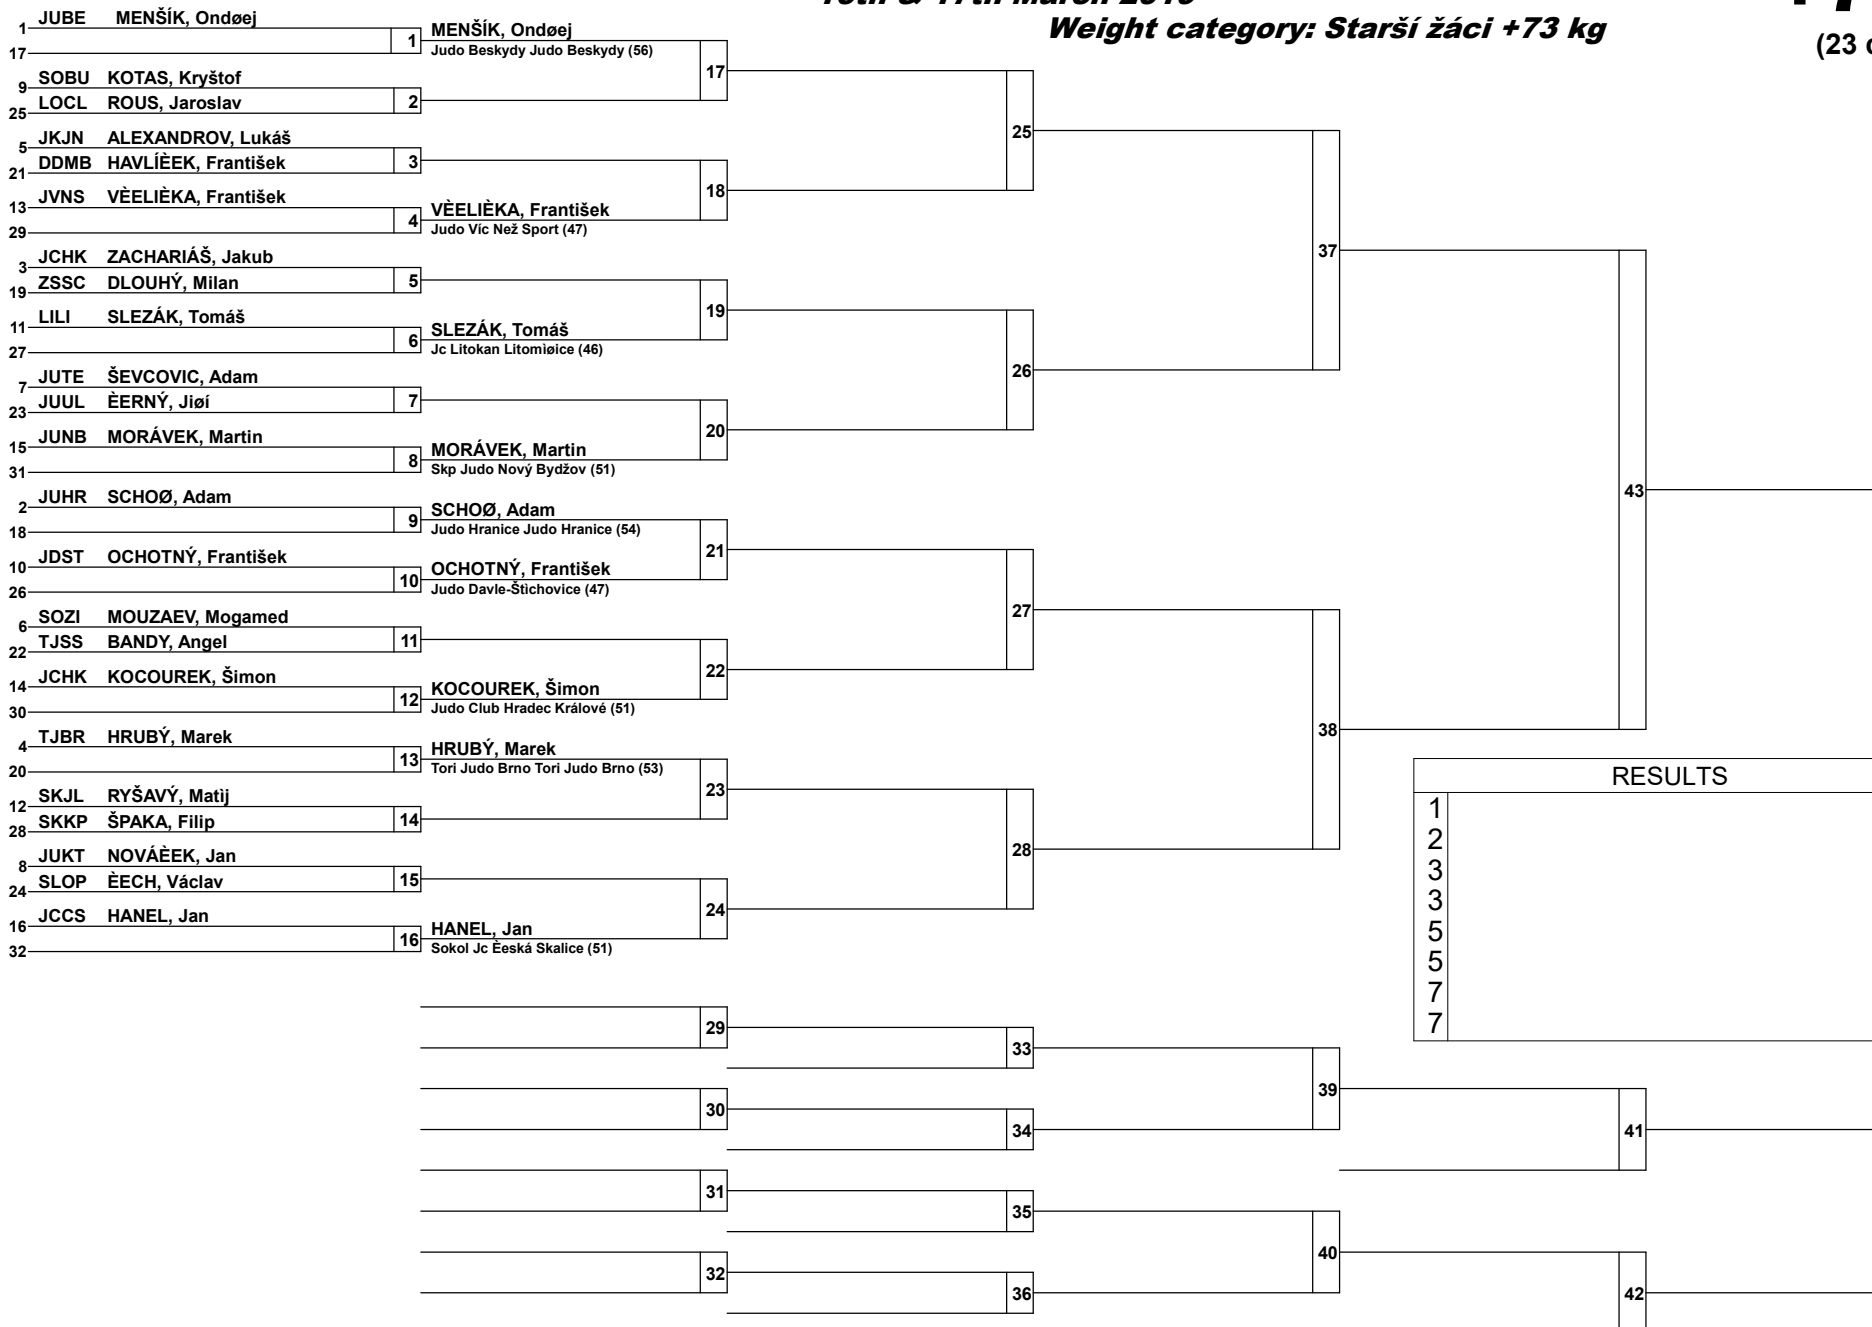 Weight category: Starší žáci +73 kg
(23
1 JUBE MENŠÍK, Ondøej
17
1
MENŠÍK, Ondøej
Judo Beskydy Judo Beskydy (56)
9 SOBU KOTAS, Kryštof
25 LOCL ROUS, Jaroslav
2
17
5 JKJN ALEXANDROV, Lukáš
21 DDMB HAVLÍÈEK, František
3
25
13 JVNS VÈELIÈKA, František
29
4
VÈELIÈKA, František
Judo Víc Než Sport (47)
18
3 JCHK ZACHARIÁŠ, Jakub
19 ZSSC DLOUHÝ, Milan
5
37
11 LILI SLEZÁK, Tomáš
27
6
SLEZÁK, Tomáš
Jc Litokan Litomìøice (46)
19
7 JUTE ŠEVCOVIC, Adam
23 JUUL ÈERNÝ, Jiøí
7
26
15 JUNB MORÁVEK, Martin
31
8
MORÁVEK, Martin
Skp Judo Nový Bydžov (51)
20
2 JUHR SCHOØ, Adam
18
9
SCHOØ, Adam
Judo Hranice Judo Hranice (54)
43
10 JDST OCHOTNÝ, František
26
10
OCHOTNÝ, František
Judo Davle-Štìchovice (47)
21
6 SOZI MOUZAEV, Mogamed
22 TJSS BANDY, Angel
11
27
14 JCHK KOCOUREK, Šimon
30
12
KOCOUREK, Šimon
Judo Club Hradec Králové (51)
22
4 TJBR HRUBÝ, Marek
20
13
HRUBÝ, Marek
Tori Judo Brno Tori Judo Brno (53)
38
12 SKJL RYŠAVÝ, Matìj
28 SKKP ŠPAKA, Filip
14
23
8 JUKT NOVÁÈEK, Jan
24 SLOP ÈECH, Václav
15
28
16 JCCS HANEL, Jan
32
16
HANEL, Jan
Sokol Jc Èeská Skalice (51)
24
RESULTS
1
2
3
3
5
5
7
7
29
33
30
34
39
41
31
35
32
36
40
42